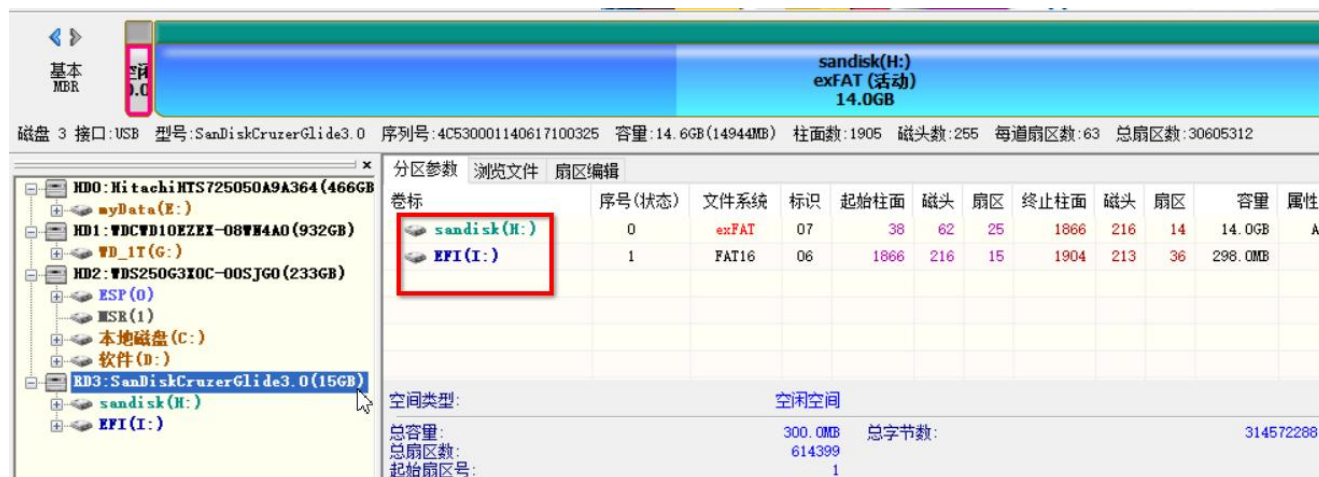 基本
MBR
空闲
sandisk(H:)
exFAT (活动)
14.0GB
磁盘 3 接口:USB 型号:SanDiskCruzerGlide3.0 序列号:4C530001140617100325 容量:14.6GB(14944MB) 柱面数:1905 磁头数:255 每道扇区数:63 总扇区数:30605312
HD0:HitachiHTS725050A9A364(466GB
myData(E:)
HD1:WDCWD10EZEX-08WN4A0(932GB)
WD_1T(G:)
HD2:WDS250G3X0C-00SJG0(233GB)
ESP(0)
MSR(1)
本地磁盘(C:)
软件(D:)
RD3:SanDiskCruzerGlide3.0(15GB)
sandisk(H:)
EFI(I:)
分区参数 浏览文件 扇区编辑
卷标 序号(状态) 文件系统 标识 起始柱面 磁头 扇区 终止柱面 磁头 扇区 容量 属性
sandisk(H:) 0 exFAT 07 38 62 25 1866 216 14 14.0GB A
EFI(I:) 1 FAT16 06 1866 216 15 1904 213 36 298.0MB
空间类型: 空闲空间
总容量: 300.0MB 总字节数: 314572288
总扇区数: 614399
起始扇区号: 1